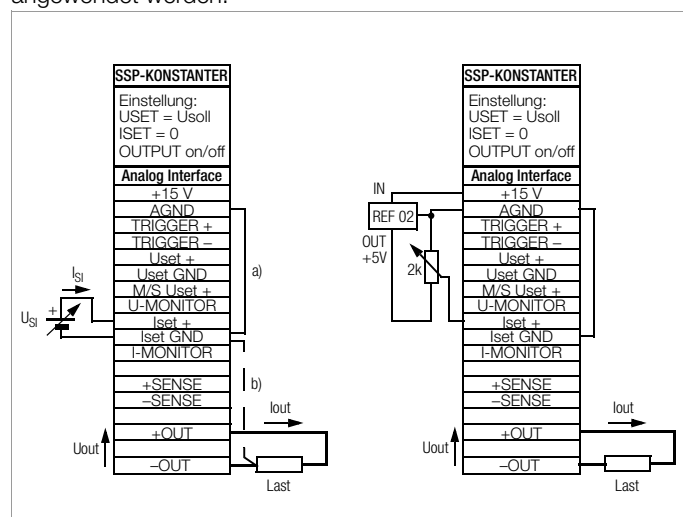 angewendet werden.
SSP-KONSTANTER
Einstellung:
USET = Usoll
ISET = 0
OUTPUT on/off
Analog Interface
+15 V
AGND
TRIGGER +
TRIGGER –
Uset +
Uset GND
M/S Uset +
U-MONITOR
Iset +
Iset GND
I-MONITOR
+SENSE
–SENSE
+OUT
–OUT
a)
b)
ISI
USI
+
Uout
Iout
Last
SSP-KONSTANTER
Einstellung:
USET = Usoll
ISET = 0
OUTPUT on/off
Analog Interface
+15 V
AGND
TRIGGER +
TRIGGER –
Uset +
Uset GND
M/S Uset +
U-MONITOR
Iset +
Iset GND
I-MONITOR
+SENSE
–SENSE
+OUT
–OUT
IN
REF 02
OUT
+5V
2k
Uout
Iout
Last